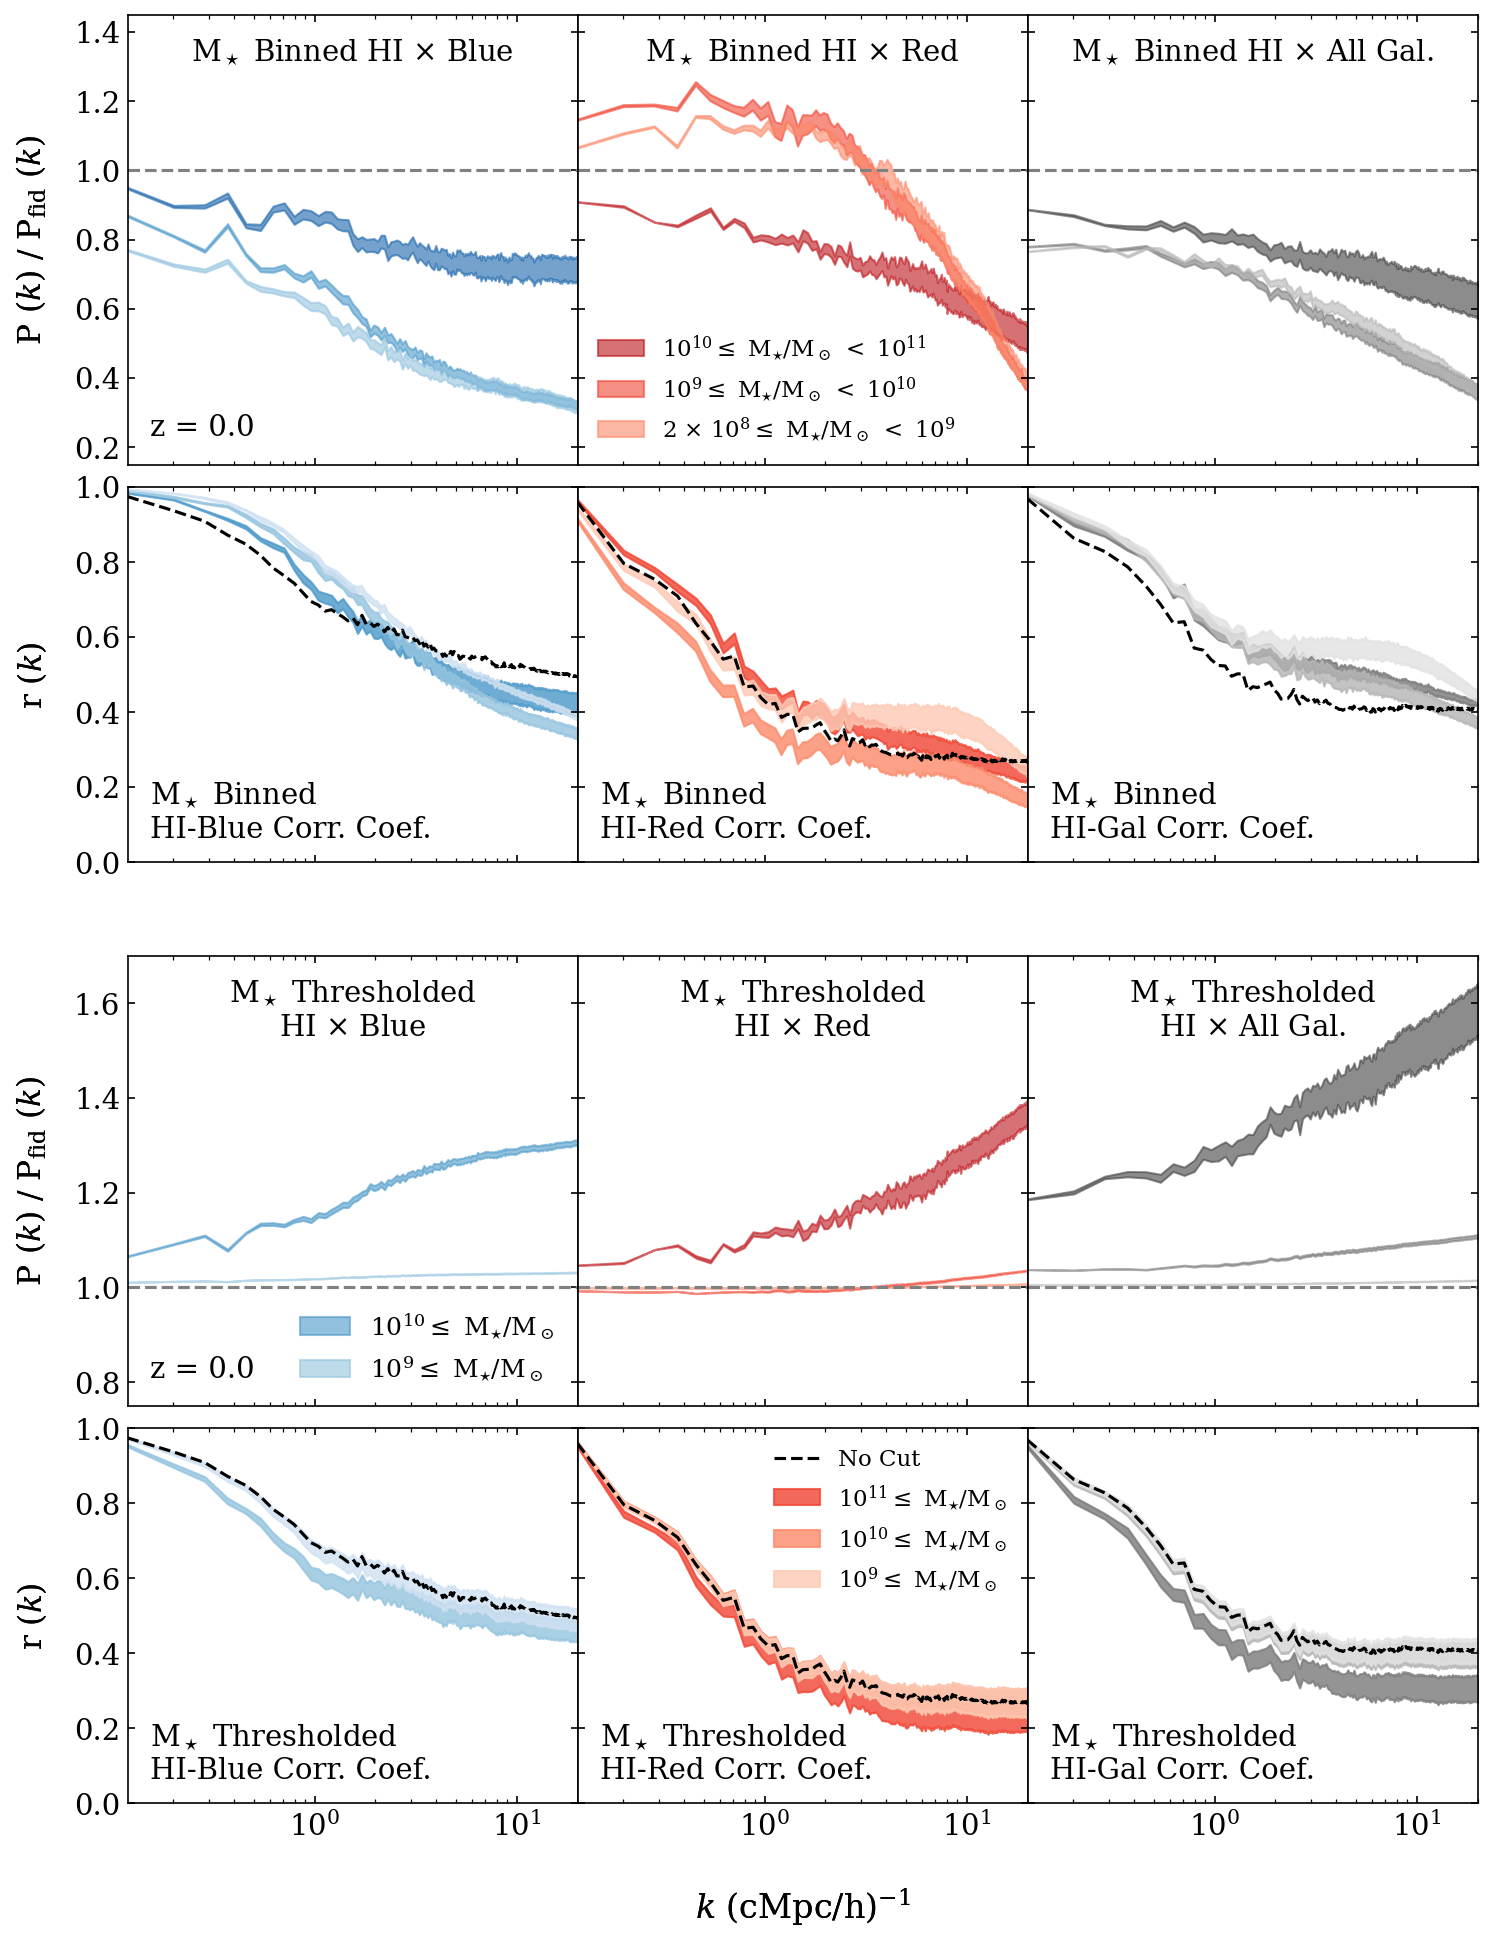 M⋆ Binned HI × Blue
M⋆ Binned HI × Red
M⋆ Binned HI × All Gal.
P (k) / P_fid (k)
1.4
1.2
1.0
0.8
0.6
0.4
0.2
z = 0.0
10^10 ≤ M⋆/M⊙ < 10^11
10^9 ≤ M⋆/M⊙ < 10^10
2 × 10^8 ≤ M⋆/M⊙ < 10^9
r (k)
1.0
0.8
0.6
0.4
0.2
0.0
M⋆ Binned
HI-Blue Corr. Coef.
M⋆ Binned
HI-Red Corr. Coef.
M⋆ Binned
HI-Gal Corr. Coef.
P (k) / P_fid (k)
1.6
1.4
1.2
1.0
0.8
M⋆ Thresholded
HI × Blue
M⋆ Thresholded
HI × Red
M⋆ Thresholded
HI × All Gal.
10^10 ≤ M⋆/M⊙
10^9 ≤ M⋆/M⊙
z = 0.0
r (k)
1.0
0.8
0.6
0.4
0.2
0.0
No Cut
10^11 ≤ M⋆/M⊙
10^10 ≤ M⋆/M⊙
10^9 ≤ M⋆/M⊙
M⋆ Thresholded
HI-Blue Corr. Coef.
M⋆ Thresholded
HI-Red Corr. Coef.
M⋆ Thresholded
HI-Gal Corr. Coef.
10^0 10^1
10^0 10^1
10^0 10^1
k (cMpc/h)^−1